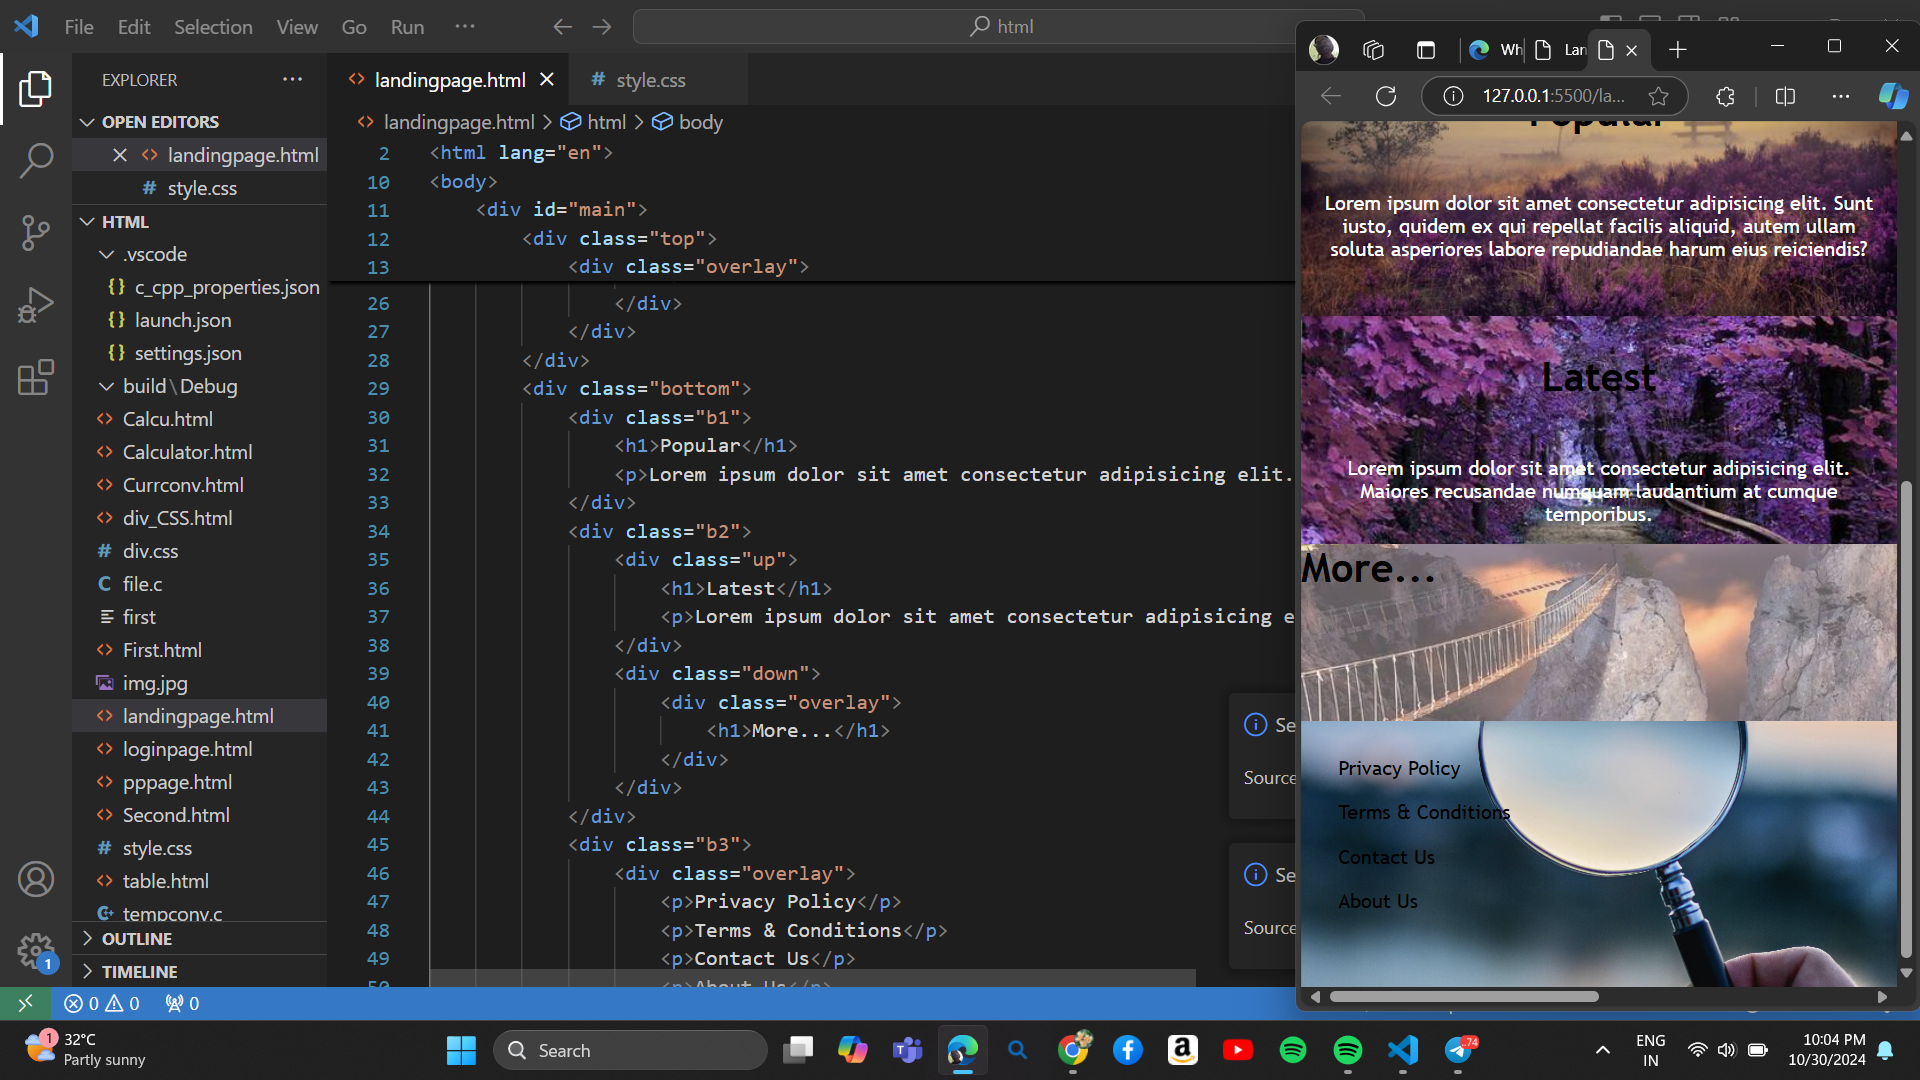 File Edit Selection View Go Run ···
html
EXPLORER
OPEN EDITORS
landingpage.html
style.css
HTML
.vscode
c_cpp_properties.json
launch.json
settings.json
build\Debug
Calcu.html
Calculator.html
Currconv.html
div_CSS.html
div.css
file.c
first
First.html
img.jpg
landingpage.html
loginpage.html
pppage.html
Second.html
style.css
table.html
tempconv.c
OUTLINE
TIMELINE
landingpage.html
style.css
landingpage.html > html > body
2 <html lang="en">
10 <body>
11 <div id="main">
12 <div class="top">
13 <div class="overlay">
26 </div>
27 </div>
28 </div>
29 <div class="bottom">
30 <div class="b1">
31 <h1>Popular</h1>
32 <p>Lorem ipsum dolor sit amet consectetur adipisicing elit.
33 </div>
34 <div class="b2">
35 <div class="up">
36 <h1>Latest</h1>
37 <p>Lorem ipsum dolor sit amet consectetur adipisicing e
38 </div>
39 <div class="down">
40 <div class="overlay">
41 <h1>More...</h1>
42 </div>
43 </div>
44 </div>
45 <div class="b3">
46 <div class="overlay">
47 <p>Privacy Policy</p>
48 <p>Terms & Conditions</p>
49 <p>Contact Us</p>
50 <p>About Us</p>
Se
Source
Se
Source
Wh
Lan
127.0.0.1:5500/la...
Popular
Lorem ipsum dolor sit amet consectetur adipisicing elit. Sunt
iusto, quidem ex qui repellat facilis aliquid, autem ullam
soluta asperiores labore repudiandae harum eius reiciendis?
Latest
Lorem ipsum dolor sit amet consectetur adipisicing elit.
Maiores recusandae numquam laudantium at cumque
temporibus.
More...
Privacy Policy
Terms & Conditions
Contact Us
About Us
1
0 0 0
1
32°C
Partly sunny
Search
74
ENG
IN
10:04 PM
10/30/2024